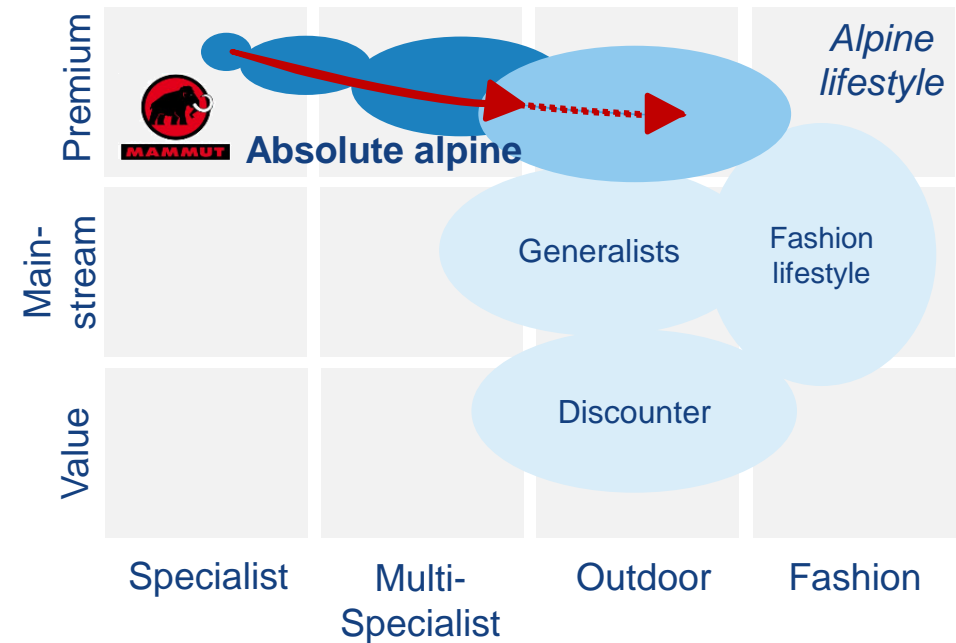 Premium
Alpine
lifestyle
MAMMUT
Absolute alpine
Main-
stream
Generalists
Fashion
lifestyle
Value
Discounter
Specialist
Multi-
Specialist
Outdoor
Fashion